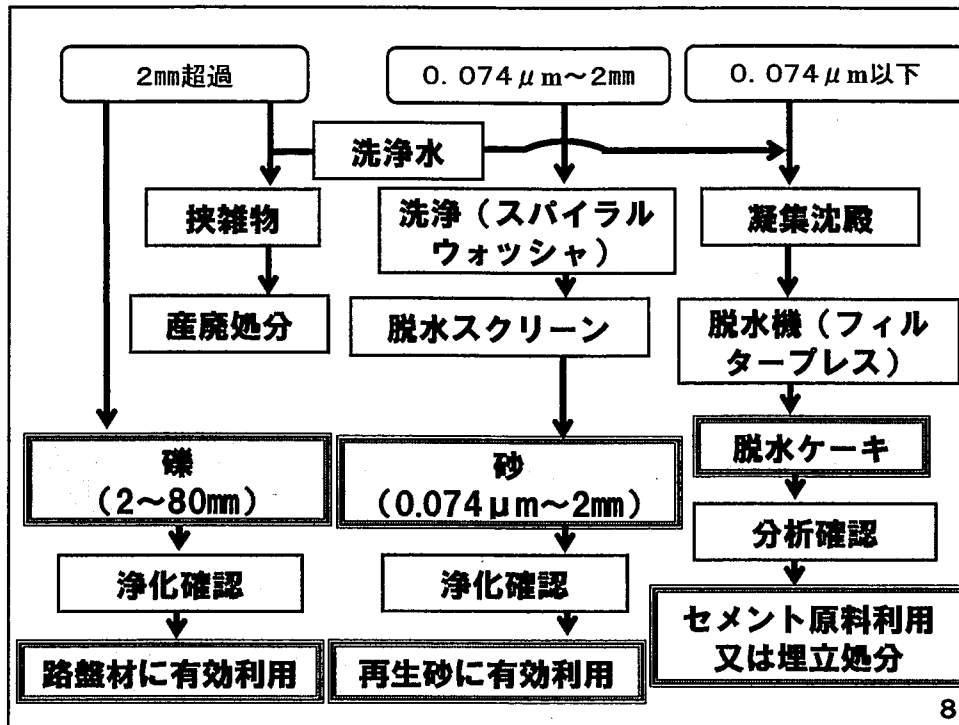 2mm超過
0.074μm～2mm
0.074μm以下
洗浄水
挟雑物
洗浄（スパイラル
ウォッシャ）
凝集沈殿
産廃処分
脱水スクリーン
脱水機（フィル
タープレス）
礫
（2～80mm）
砂
（0.074μm～2mm）
脱水ケーキ
分析確認
浄化確認
浄化確認
セメント原料利用
又は埋立処分
路盤材に有効利用
再生砂に有効利用
8